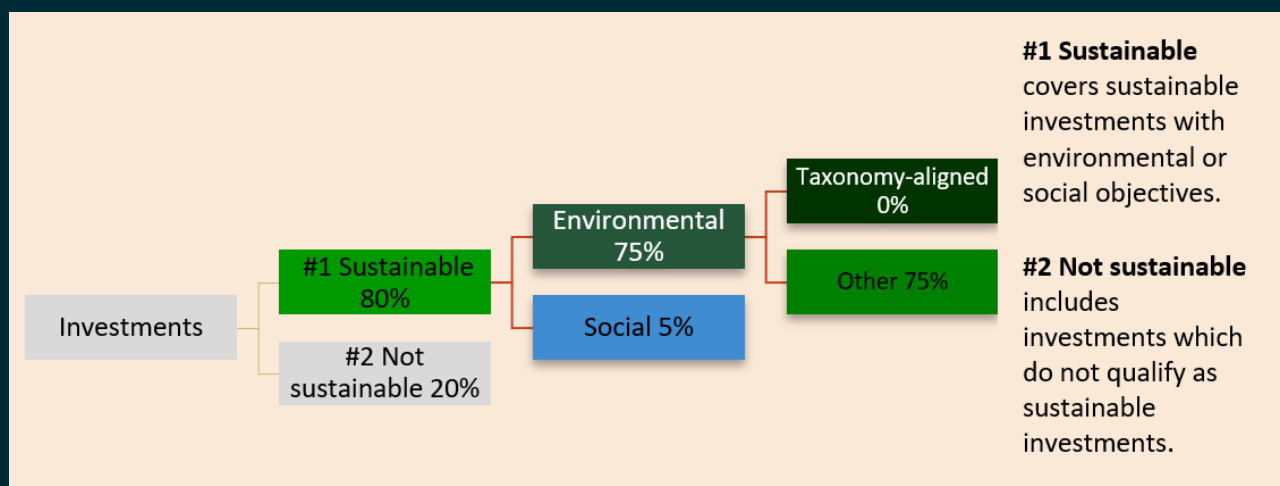 Investments
#1 Sustainable
80%
#2 Not
sustainable 20%
Environmental
75%
Social 5%
Taxonomy-aligned
0%
Other 75%
#1 Sustainable
covers sustainable
investments with
environmental or
social objectives.
#2 Not sustainable
includes
investments which
do not qualify as
sustainable
investments.